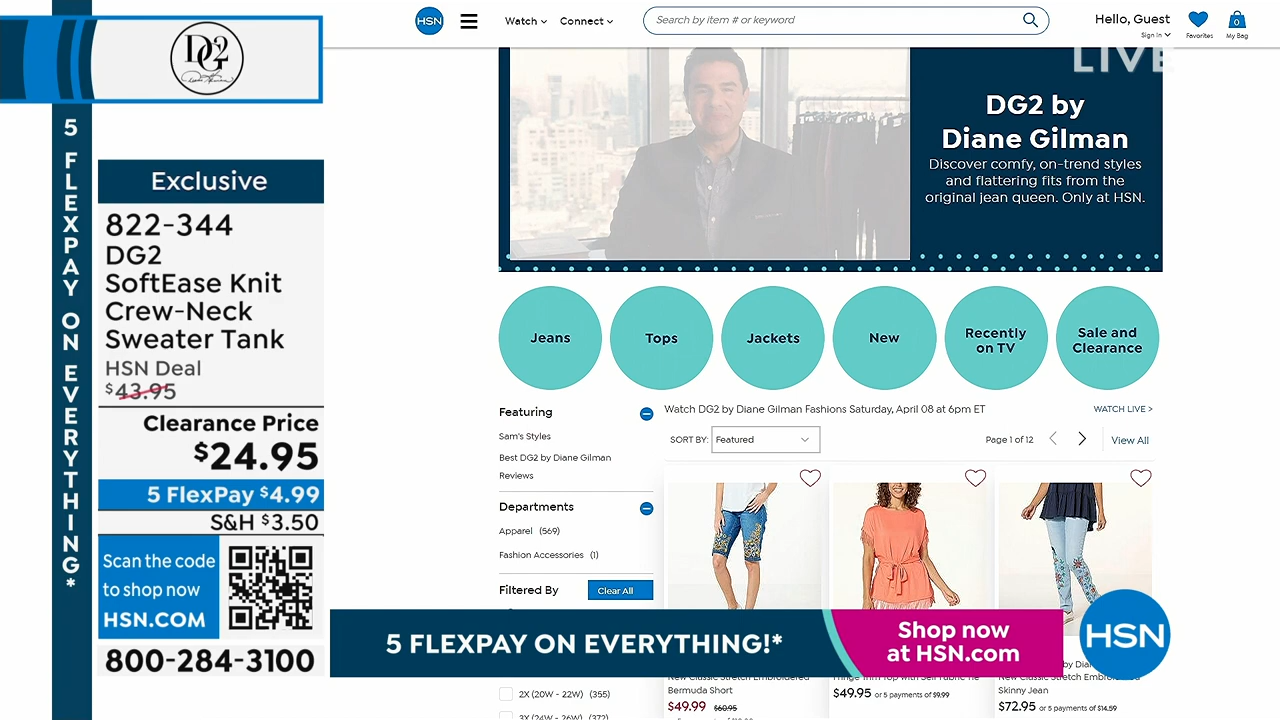 DG2
5 FLEXPAY ON EVERYTHING*
Exclusive
822-344
DG2
SoftEase Knit
Crew-Neck
Sweater Tank
HSN Deal
$43.95
Clearance Price
$24.95
5 FlexPay $4.99
S&H $3.50
Scan the code
to shop now
HSN.COM
800-284-3100
HSN
Watch
Connect
Search by item # or keyword
Hello, Guest
Sign In
Favorites
0
My Bag
LIVE
DG2 by
Diane Gilman
Discover comfy, on-trend styles
and flattering fits from the
original jean queen. Only at HSN.
Jeans
Tops
Jackets
New
Recently
on TV
Sale and
Clearance
Featuring
Sam's Styles
Best DG2 by Diane Gilman
Reviews
Departments
Apparel (569)
Fashion Accessories (1)
Filtered By
Clear All
2X (20W - 22W) (355)
3X (24W - 26W) (372)
Watch DG2 by Diane Gilman Fashions Saturday, April 08 at 6pm ET
WATCH LIVE >
SORT BY: Featured
Page 1 of 12
View All
New Classic Stretch Embroidered
Bermuda Short
$49.99 $60.95
Fringe Trim Top with Self Fabric Tie
$49.95 or 5 payments of $9.99
New Classic Stretch Embroidered
Skinny Jean
$72.95 or 5 payments of $14.59
5 FLEXPAY ON EVERYTHING!*
Shop now
at HSN.com
HSN